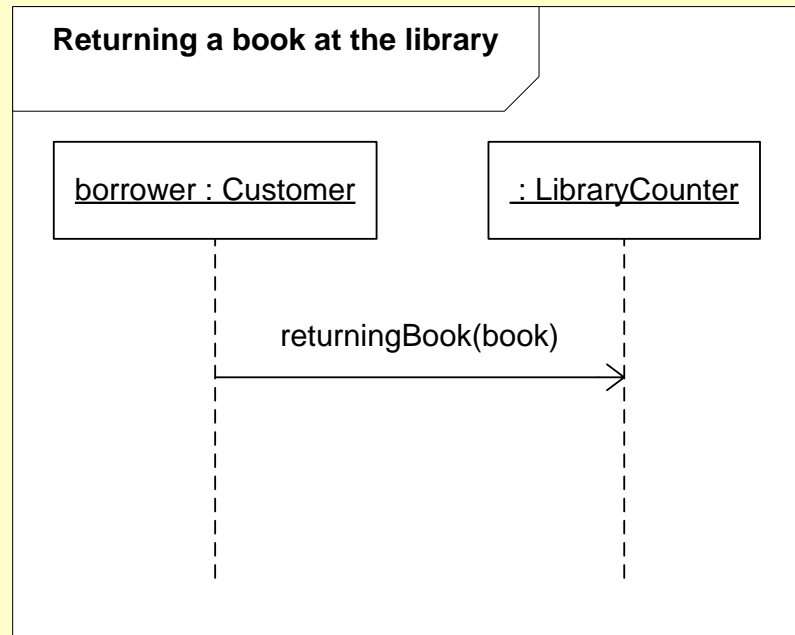 Returning a book at the library
borrower : Customer
: LibraryCounter
returningBook(book)